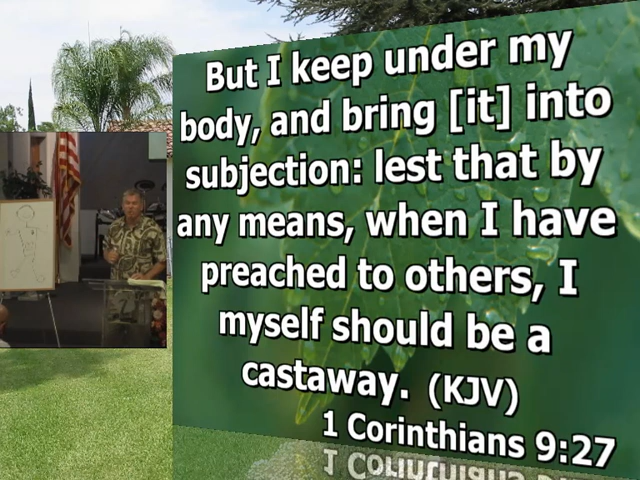 But I keep under my
body, and bring [it] into
subjection: lest that by
any means, when I have
preached to others, I
myself should be a
castaway. (KJV)
1 Corinthians 9:27